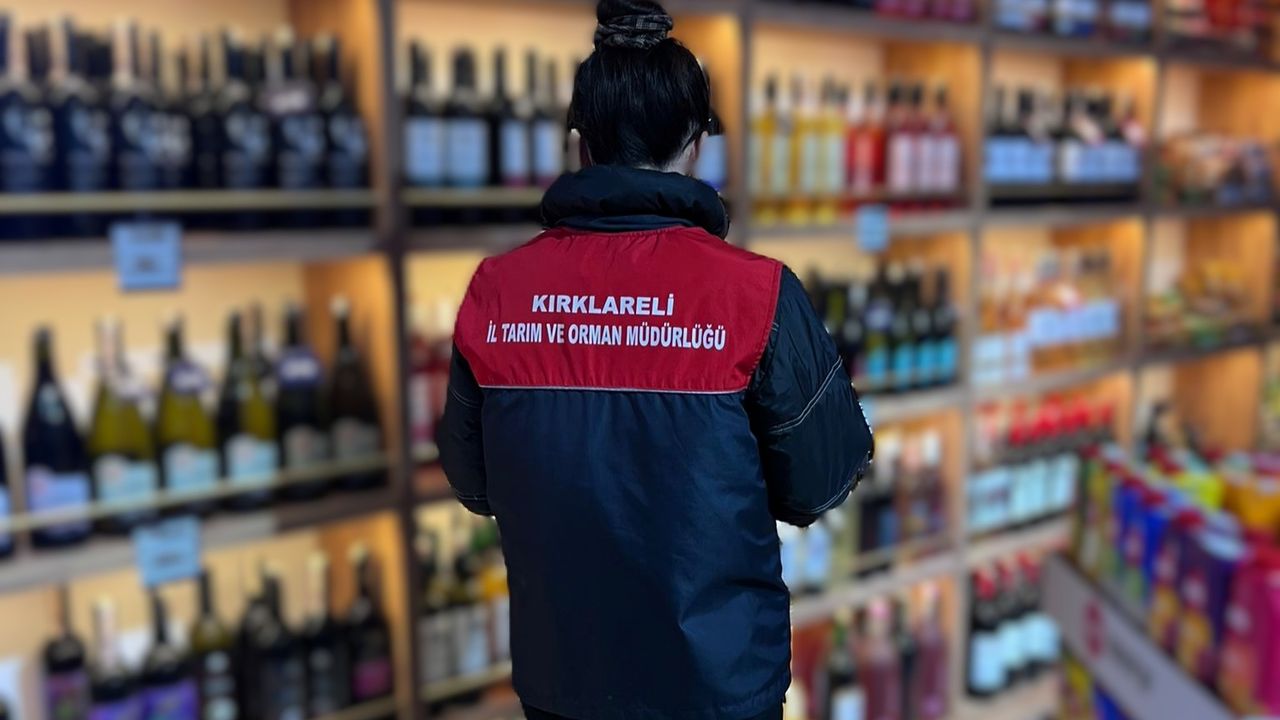 KIRKLARELİ
İL TARIM VE ORMAN MÜDÜRLÜĞÜ